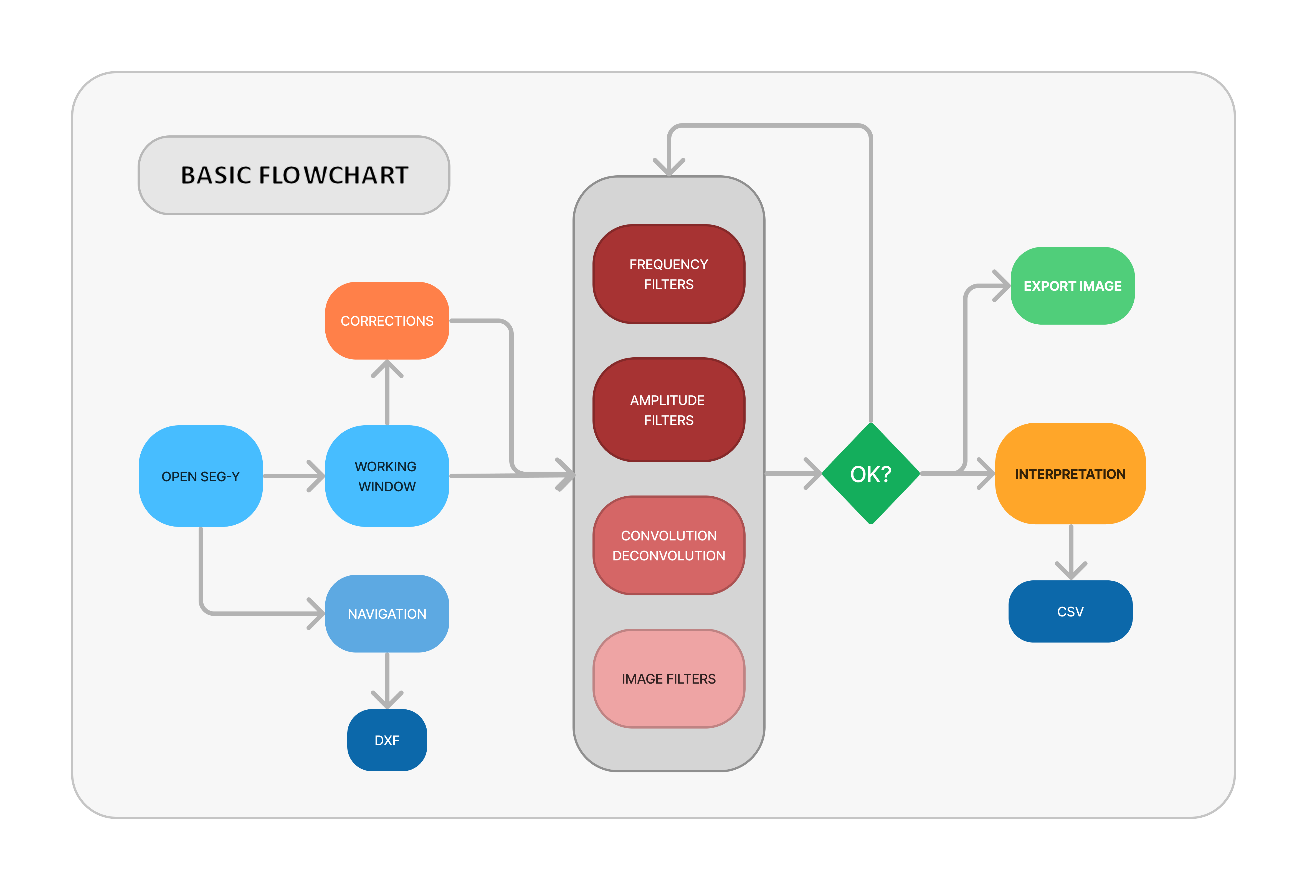 BASIC FLOWCHART
FREQUENCY
FILTERS
EXPORT IMAGE
CORRECTIONS
AMPLITUDE
FILTERS
OPEN SEG-Y
WORKING
WINDOW
OK?
INTERPRETATION
CONVOLUTION
DECONVOLUTION
NAVIGATION
CSV
IMAGE FILTERS
DXF